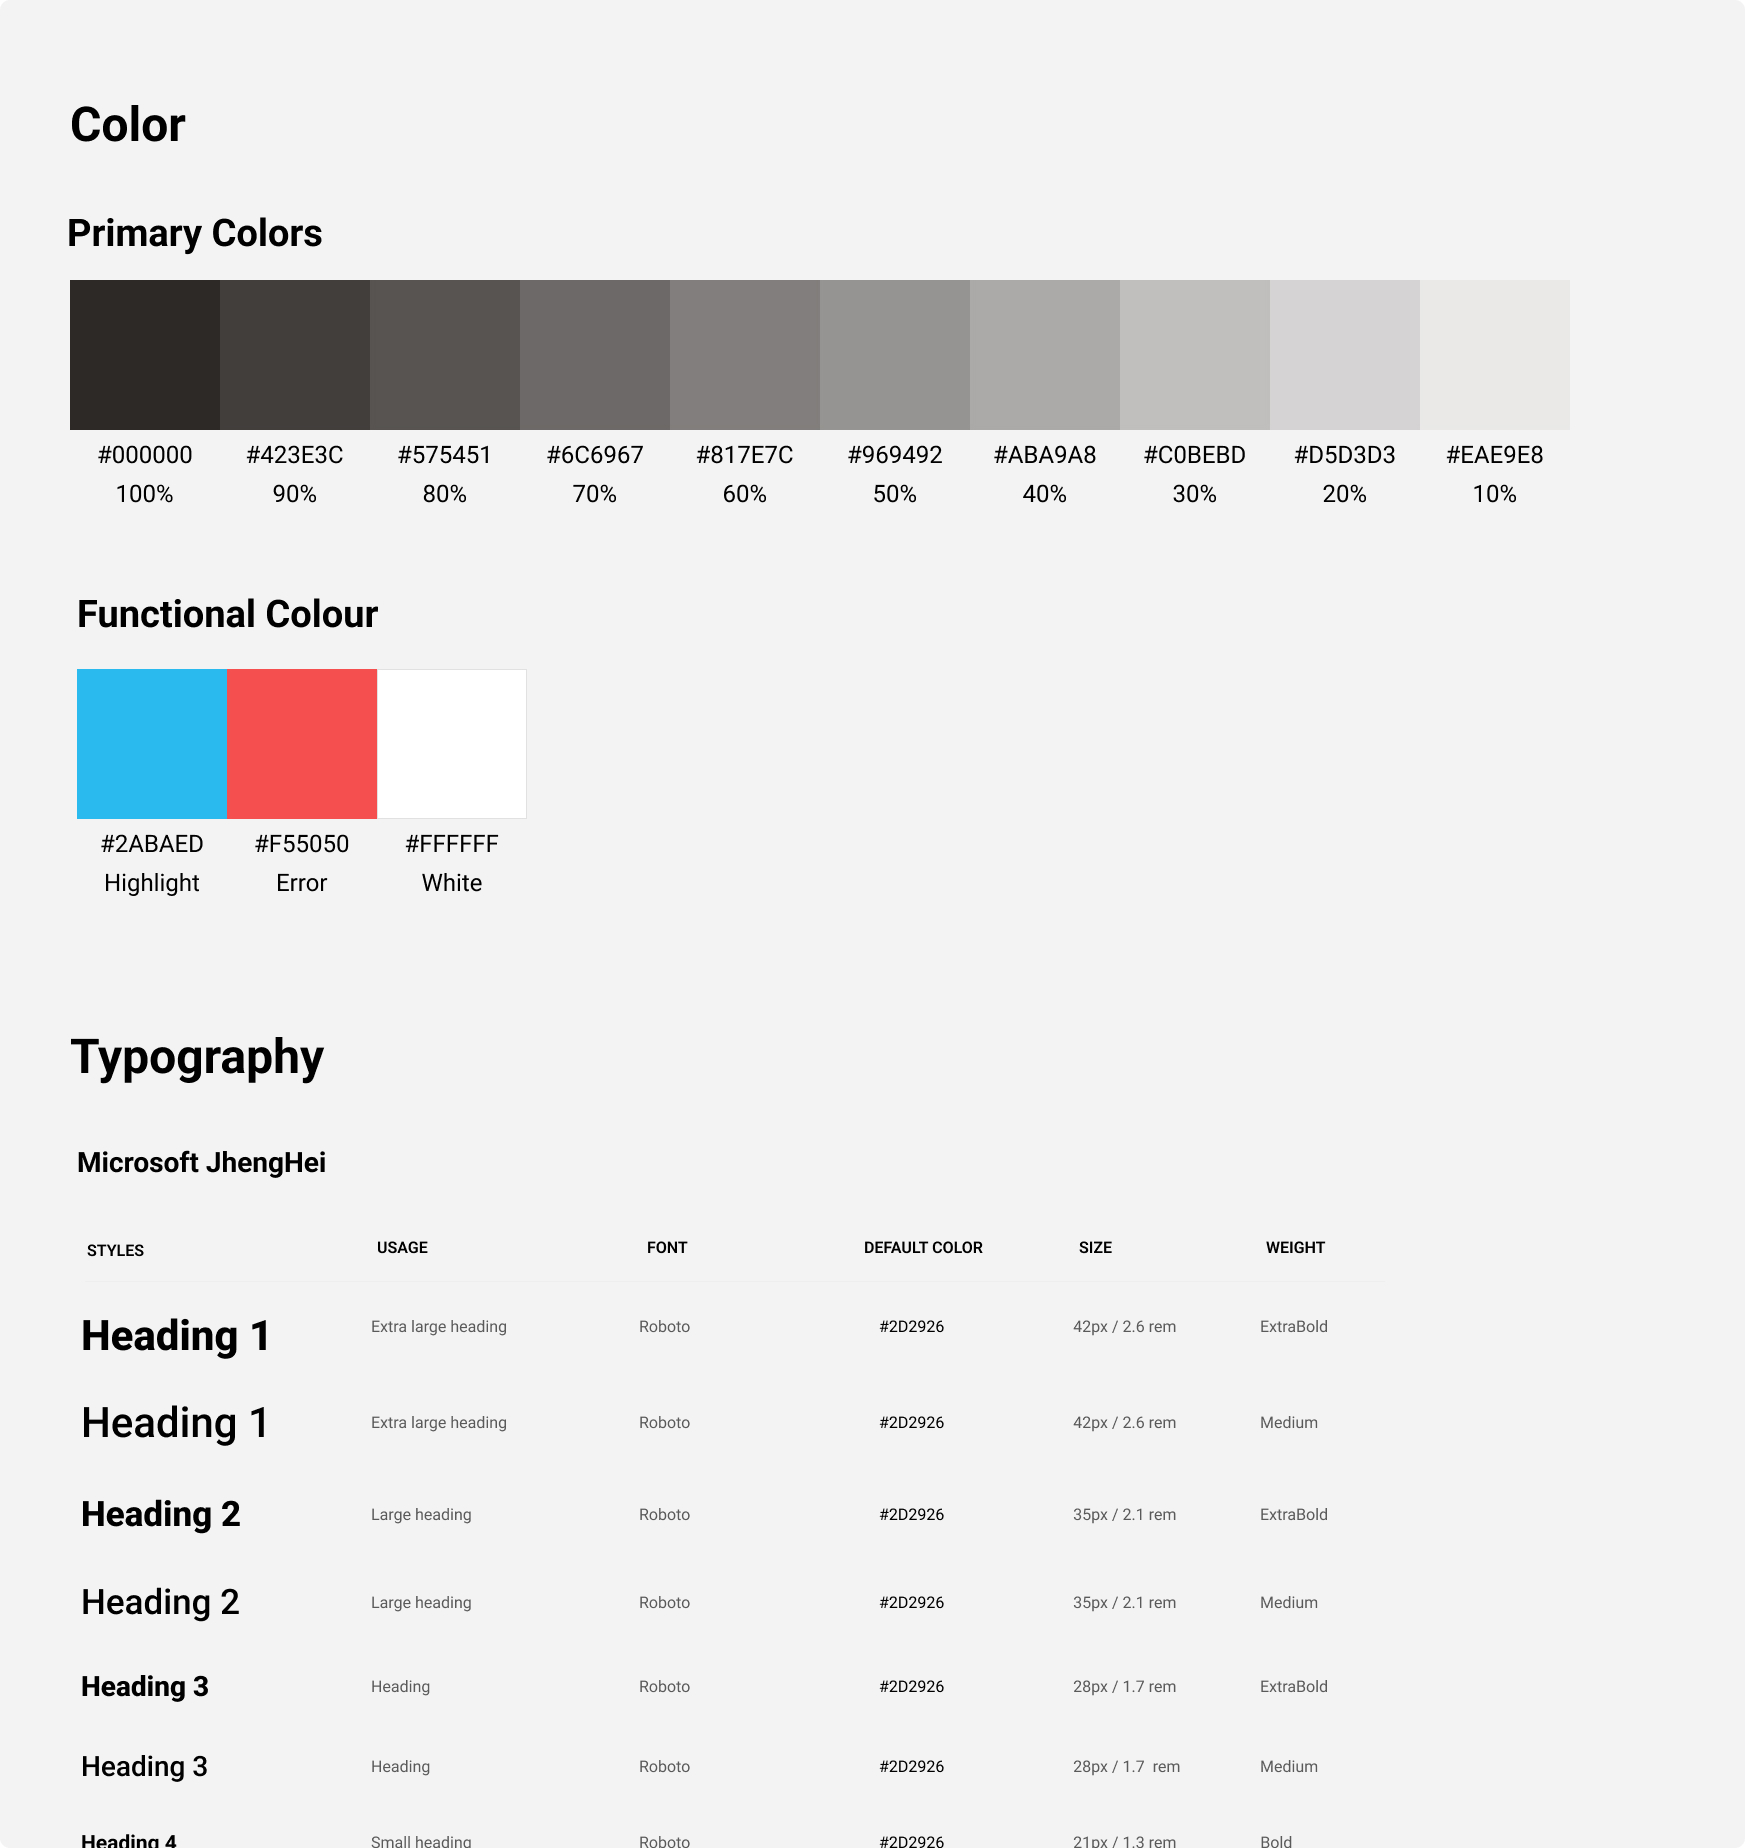 Color
Primary Colors
#000000 #423E3C #575451 #6C6967 #817E7C #969492 #ABA9A8 #C0BEBD #D5D3D3 #EAE9E8
100% 90% 80% 70% 60% 50% 40% 30% 20% 10%
Functional Colour
#2ABAED #F55050 #FFFFFF
Highlight Error White
Typography
Microsoft JhengHei
STYLES USAGE FONT DEFAULT COLOR SIZE WEIGHT
Heading 1 Extra large heading Roboto #2D2926 42px / 2.6 rem ExtraBold
Heading 1 Extra large heading Roboto #2D2926 42px / 2.6 rem Medium
Heading 2 Large heading Roboto #2D2926 35px / 2.1 rem ExtraBold
Heading 2 Large heading Roboto #2D2926 35px / 2.1 rem Medium
Heading 3 Heading Roboto #2D2926 28px / 1.7 rem ExtraBold
Heading 3 Heading Roboto #2D2926 28px / 1.7  rem Medium
Heading 4 Small heading Roboto #2D2926 21px / 1.3 rem Bold